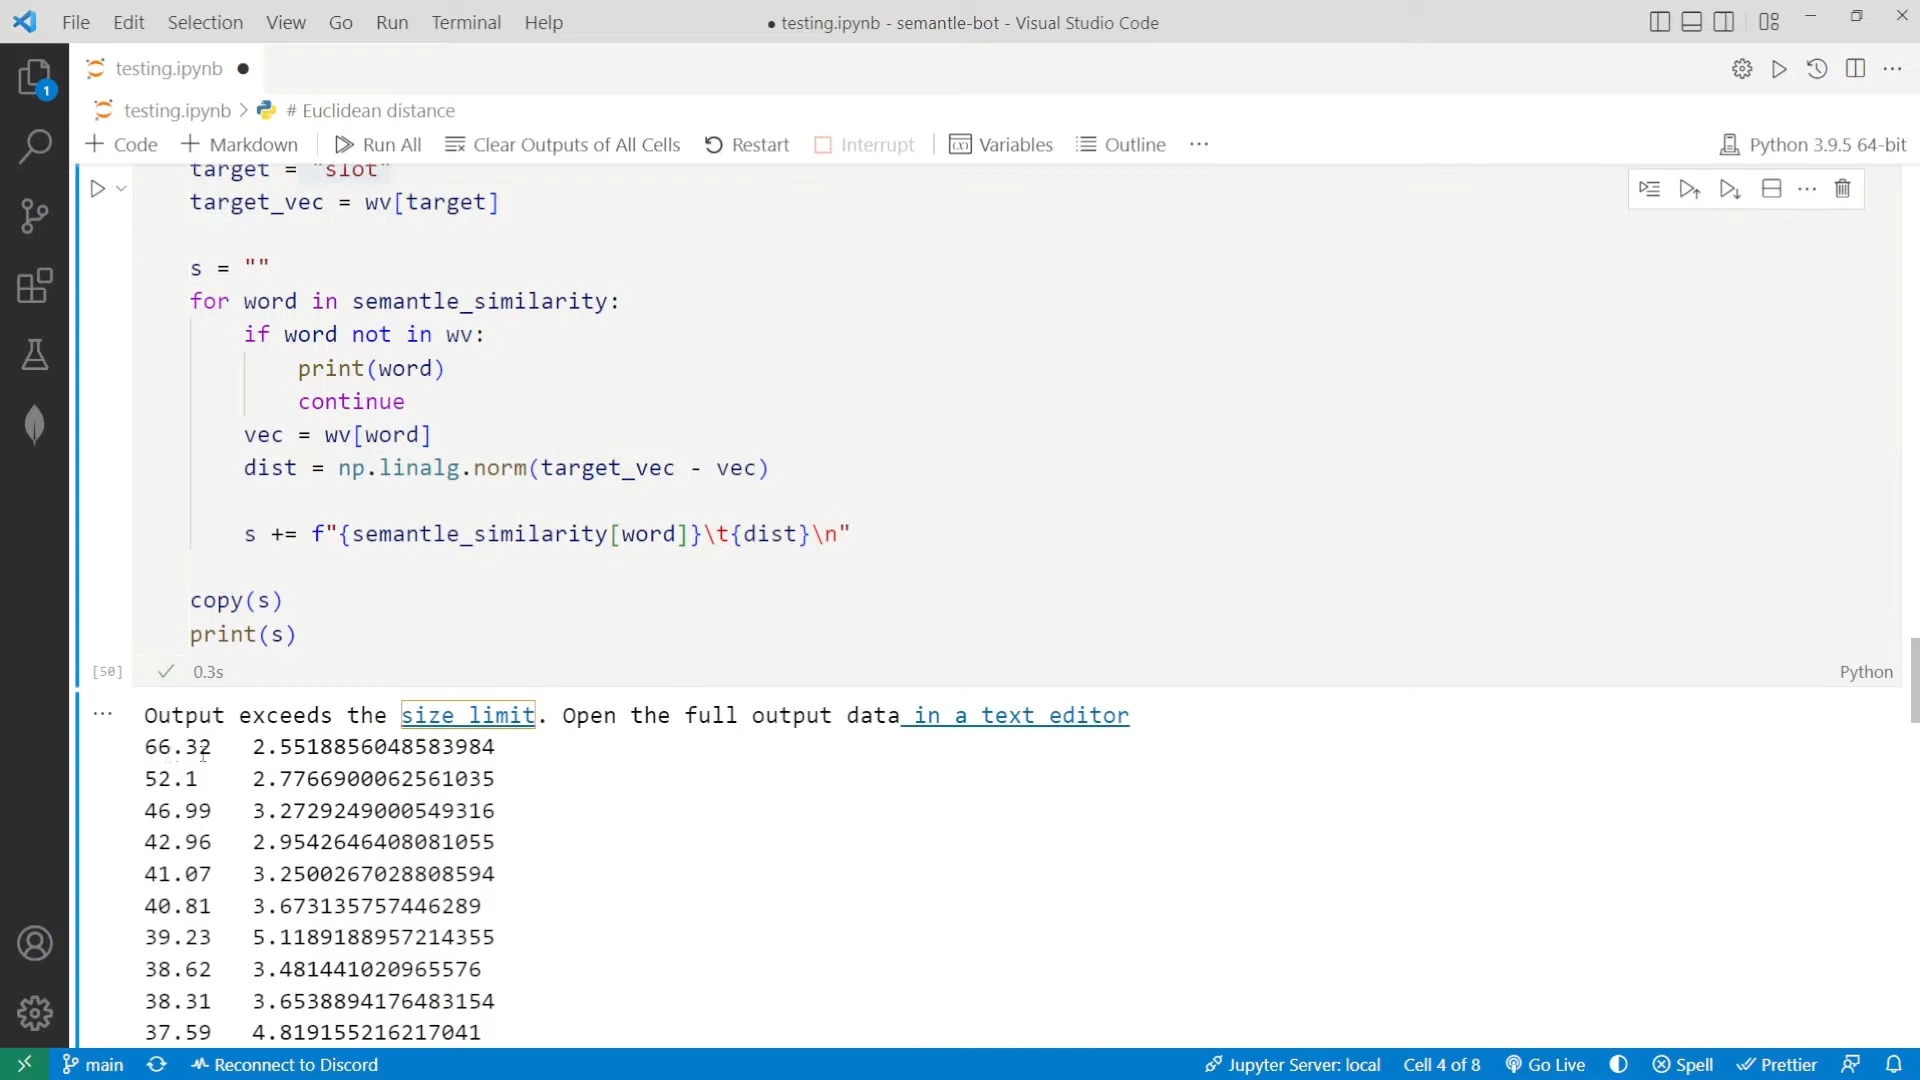 File Edit Selection View Go Run Terminal Help ● testing.ipynb - semantle-bot - Visual Studio Code
testing.ipynb ●
testing.ipynb > # Euclidean distance
+ Code + Markdown Run All Clear Outputs of All Cells Restart Interrupt Variables Outline ··· Python 3.9.5 64-bit
target = "slot"
target_vec = wv[target]
s = ""
for word in semantle_similarity:
if word not in wv:
print(word)
continue
vec = wv[word]
dist = np.linalg.norm(target_vec - vec)
s += f"{semantle_similarity[word]}\t{dist}\n"
copy(s)
print(s)
[50] ✓ 0.3s Python
Output exceeds the size limit. Open the full output data in a text editor
66.32 2.5518856048583984
52.1 2.7766900062561035
46.99 3.2729249000549316
42.96 2.9542646408081055
41.07 3.2500267028808594
40.81 3.673135757446289
39.23 5.1189188957214355
38.62 3.481441020965576
38.31 3.6538894176483154
37.59 4.819155216217041
1
main Reconnect to Discord Jupyter Server: local Cell 4 of 8 Go Live Spell Prettier